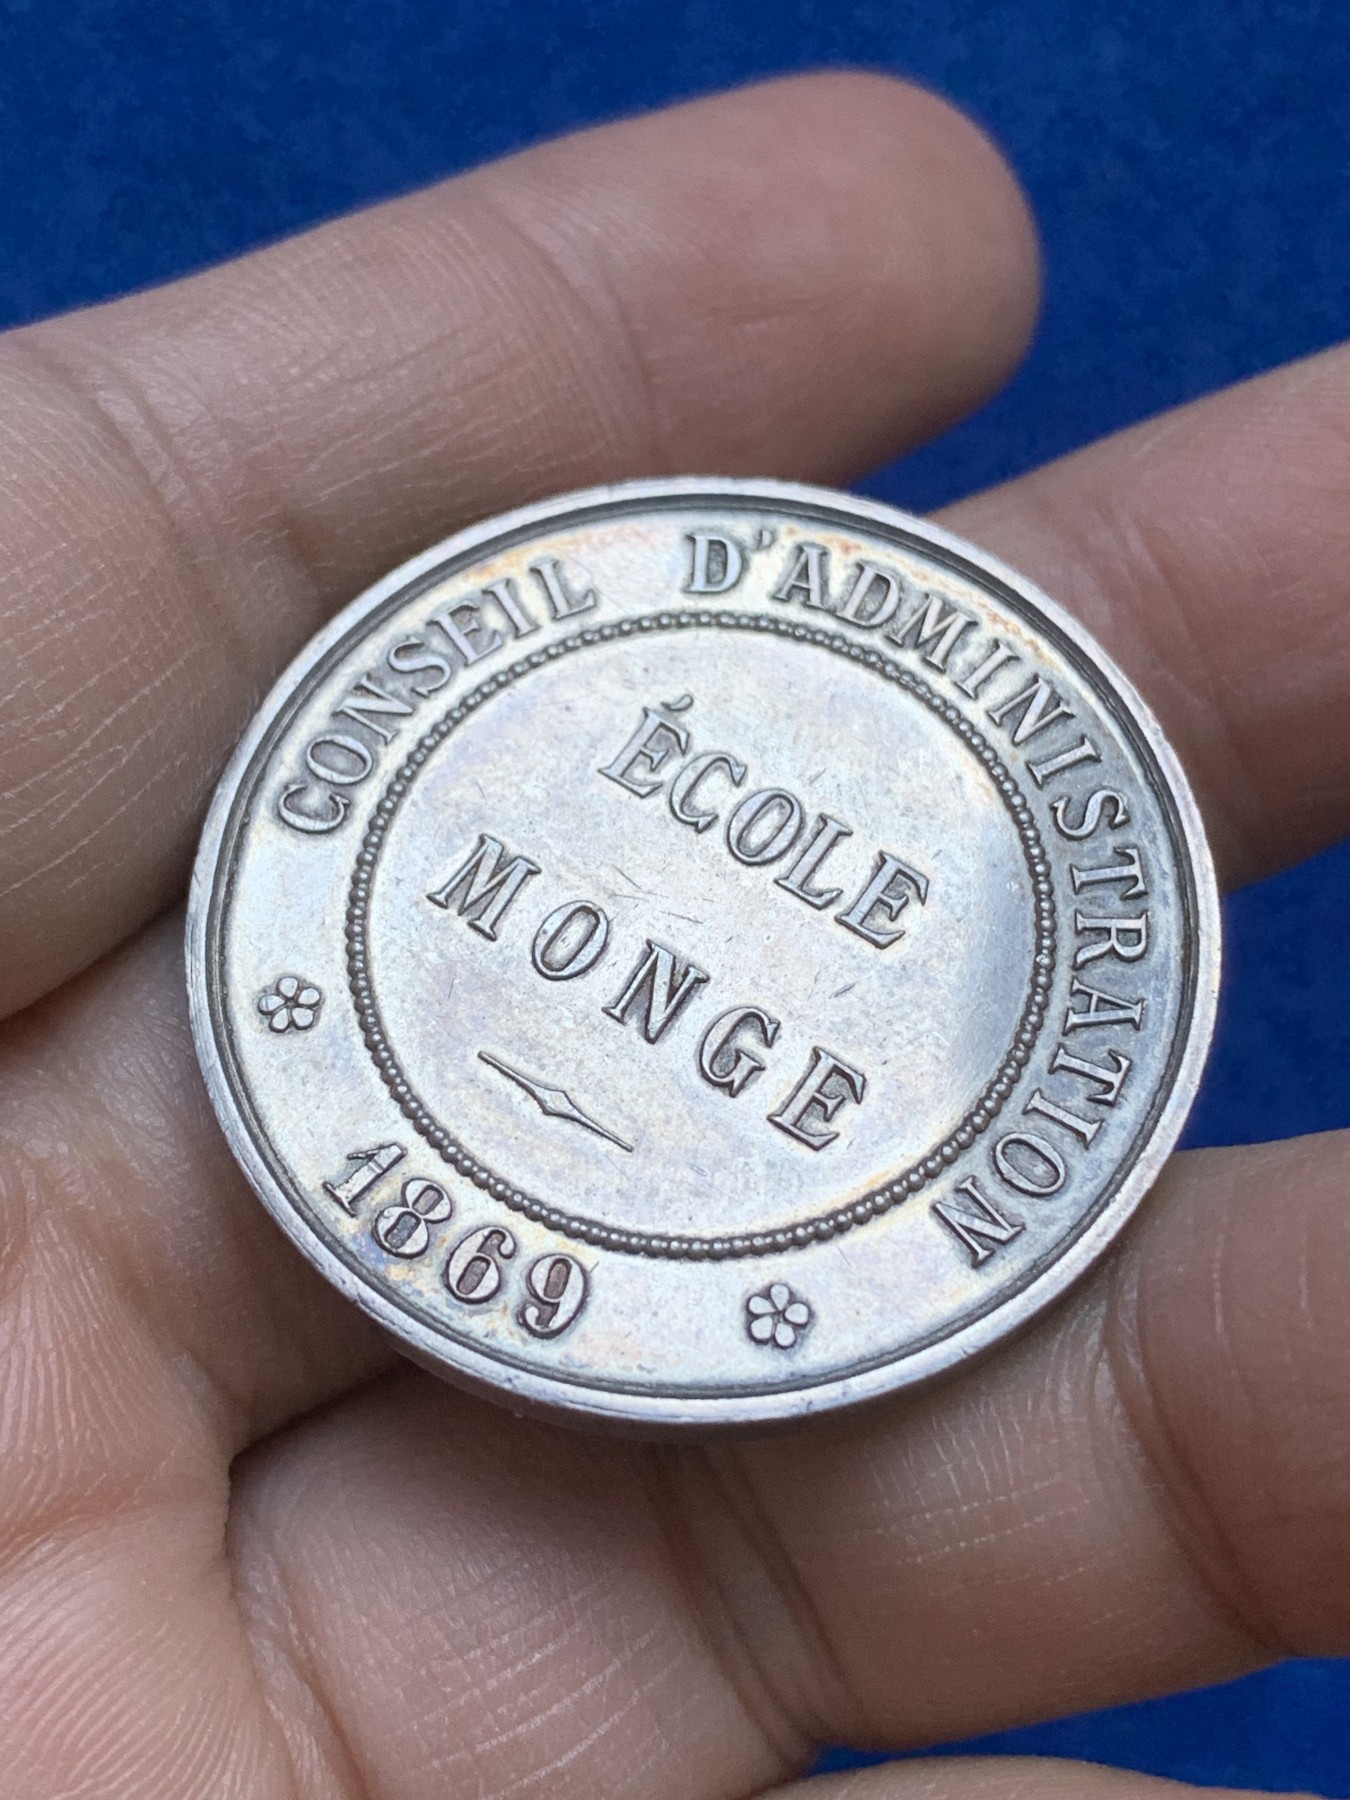 CONSEIL D'ADMINISTRATION
ÉCOLE
MONGE
1869